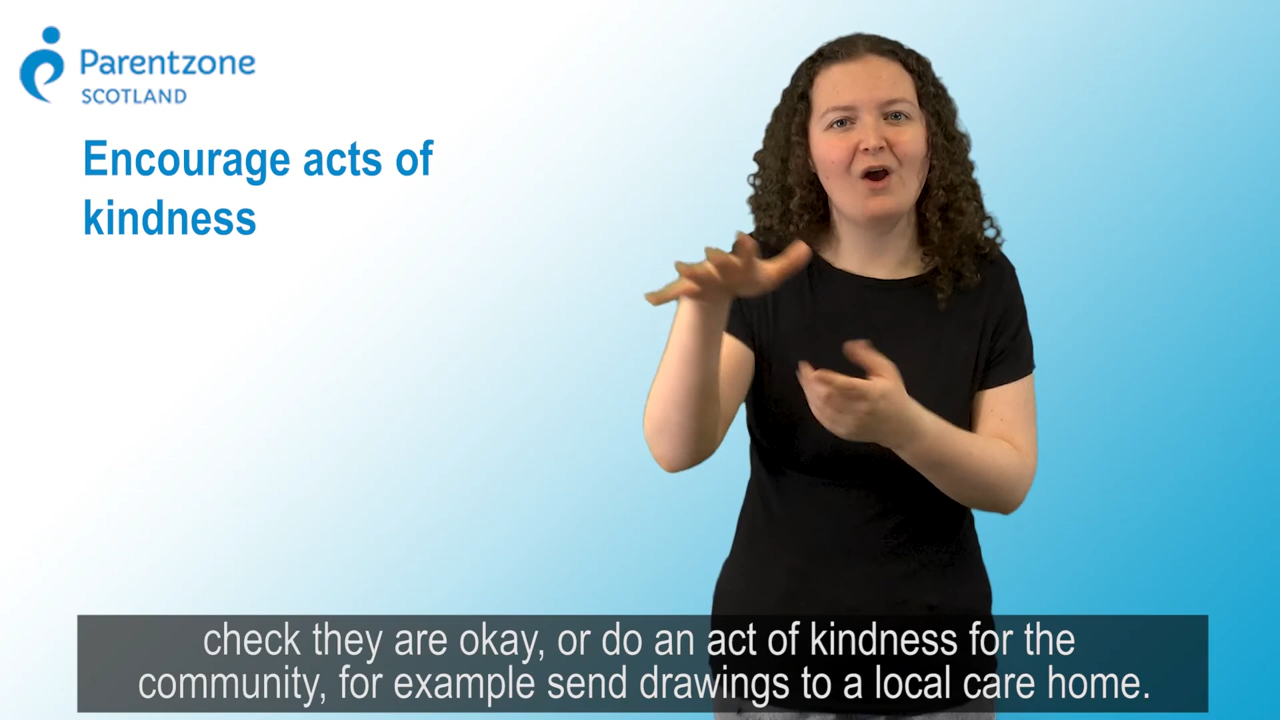 Parentzone
SCOTLAND
Encourage acts of
kindness
check they are okay, or do an act of kindness for the
community, for example send drawings to a local care home.